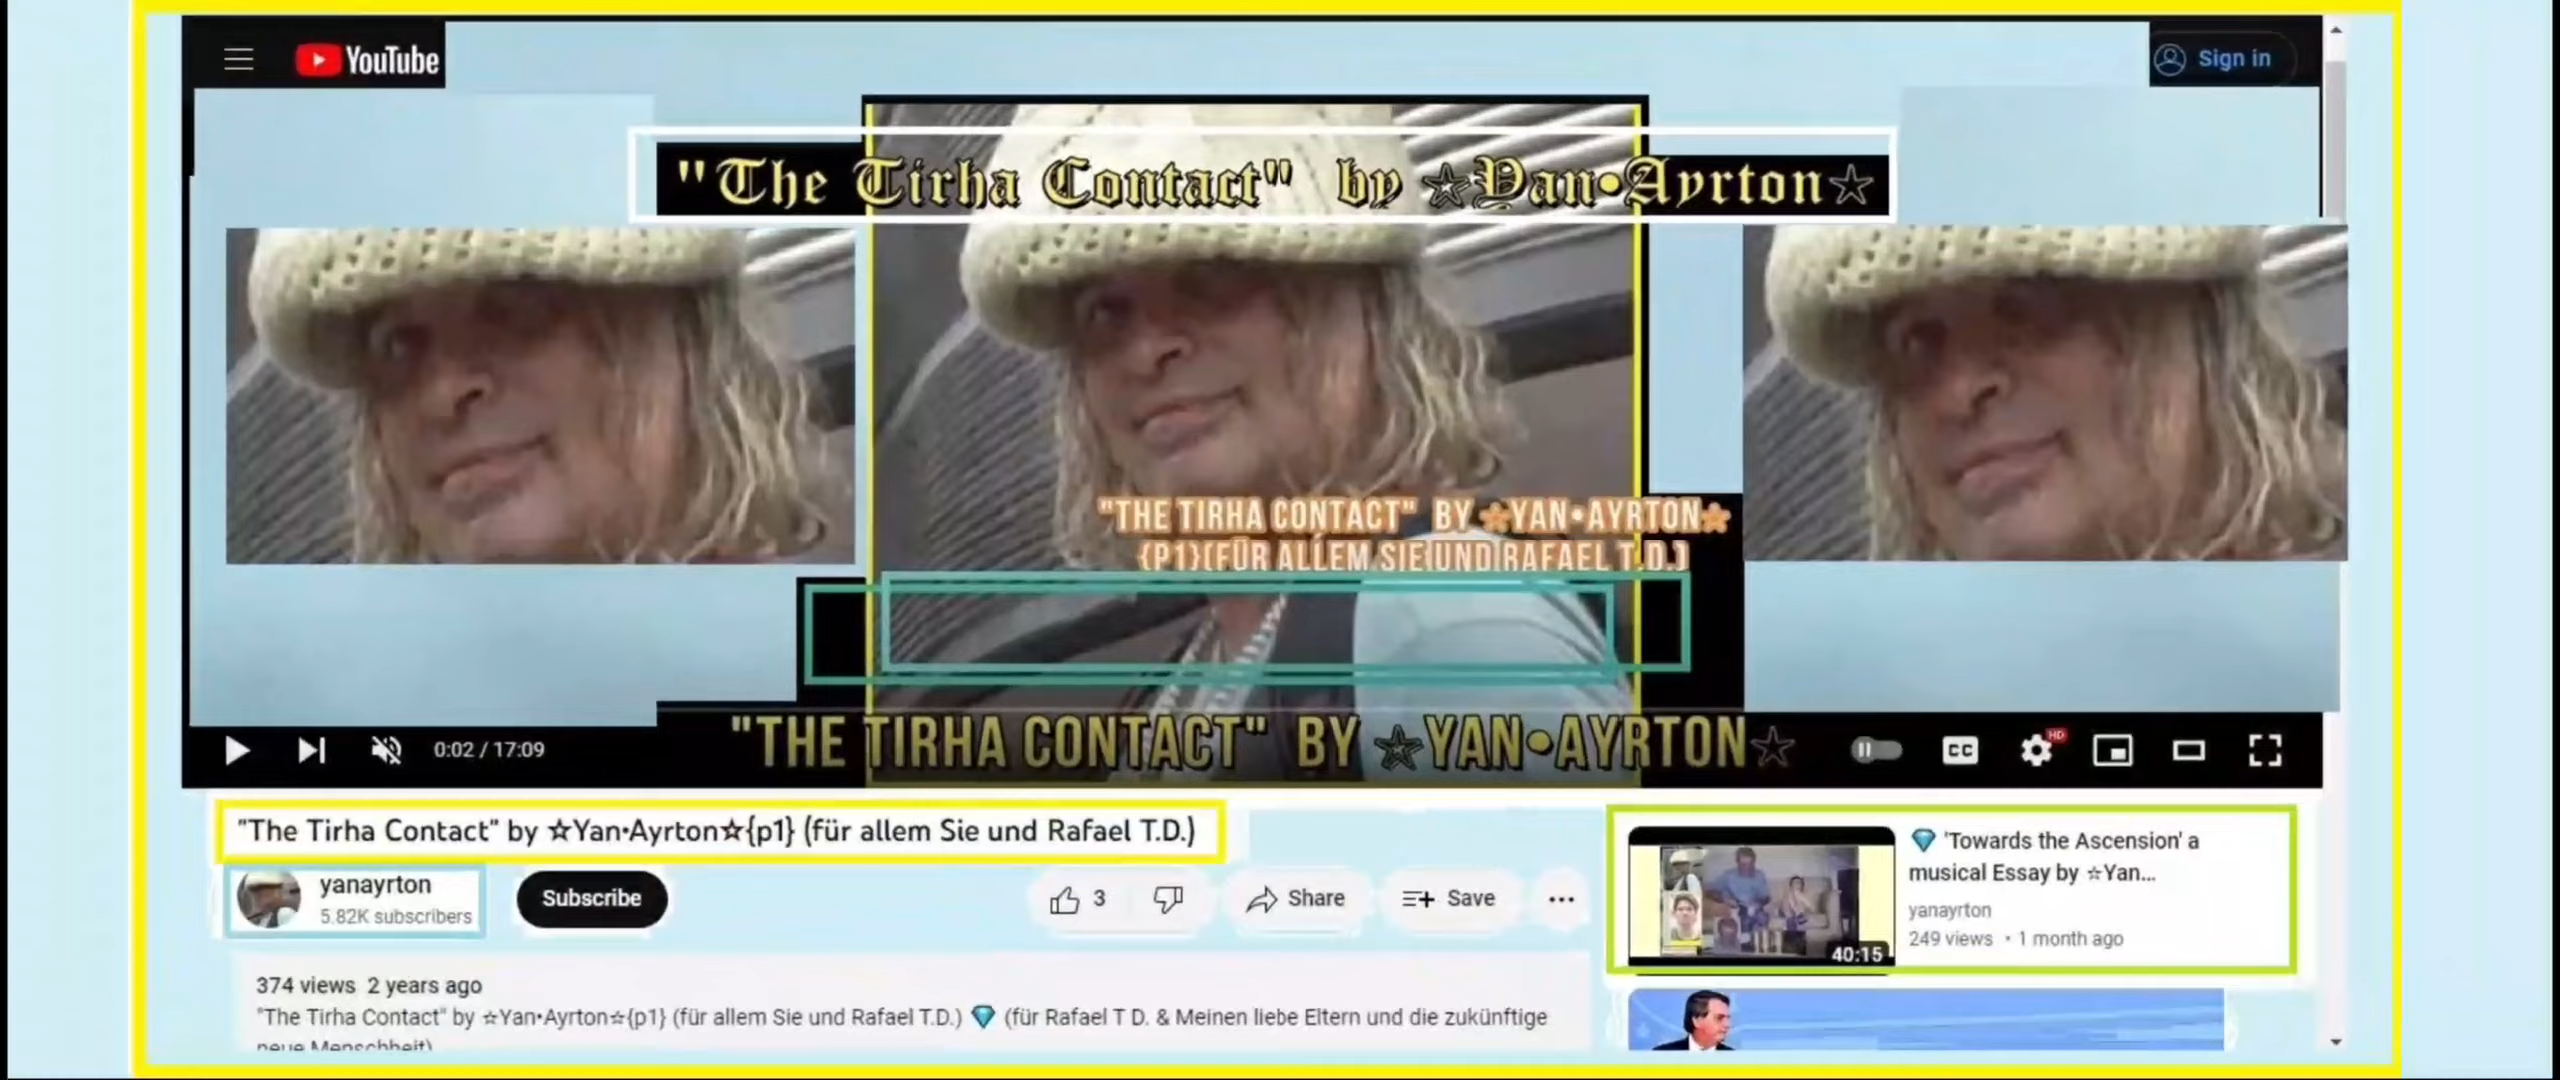 YouTube
Sign in
"The Tirha Contact" by ☆Yan•Ayrton☆
"THE TIRHA CONTACT" BY ☆YAN•AYRTON☆
{P1}(FÜR ALLEM SIE UND RAFAEL T.D.)
"THE TIRHA CONTACT" BY ☆YAN•AYRTON☆
0:02 / 17:09
CC
HD
"The Tirha Contact" by ☆Yan•Ayrton☆{p1} (für allem Sie und Rafael T.D.)
yanayrton
5.82K subscribers
Subscribe
3
Share
Save
374 views 2 years ago
"The Tirha Contact" by ☆Yan•Ayrton☆{p1} (für allem Sie und Rafael T.D.) 💎 (für Rafael T D. & Meinen liebe Eltern und die zukünftige
neue Menschheit)
💎 'Towards the Ascension' a
musical Essay by ☆Yan...
yanayrton
249 views • 1 month ago
40:15